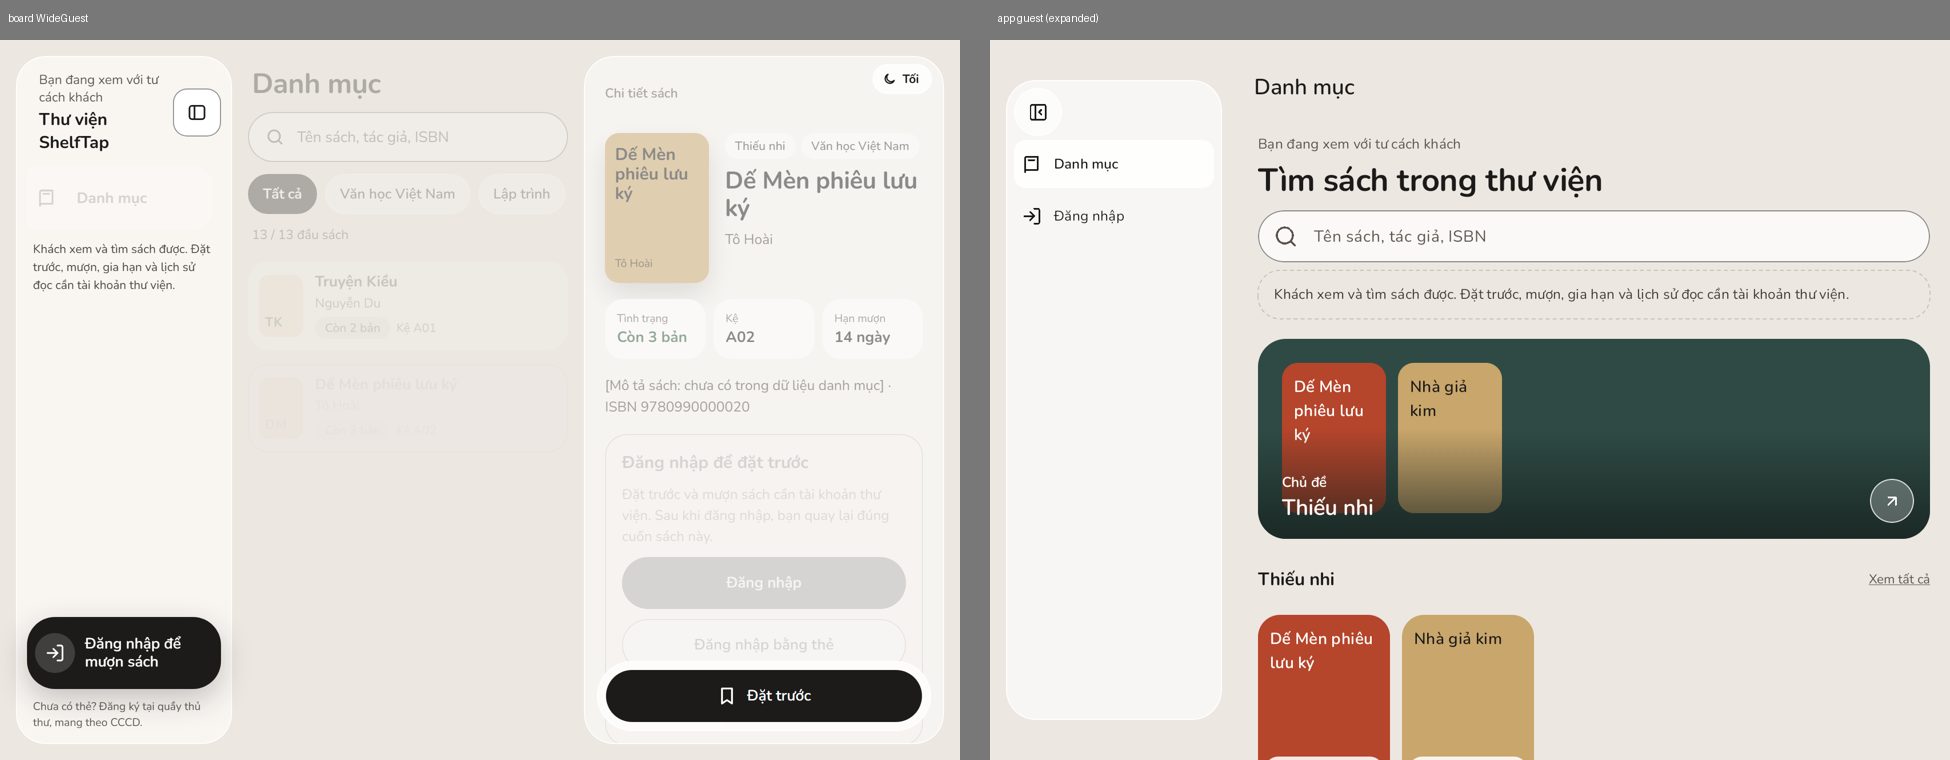 board WideGuest
Bạn đang xem với tư
cách khách
Thư viện
ShelfTap
Danh mục
Khách xem và tìm sách được. Đặt
trước, mượn, gia hạn và lịch sử
đọc cần tài khoản thư viện.
Đăng nhập để
mượn sách
Chưa có thẻ? Đăng ký tại quầy thủ
thư, mang theo CCCD.
Danh mục
Tên sách, tác giả, ISBN
Tất cả
Văn học Việt Nam
Lập trình
13 / 13 đầu sách
Truyện Kiều
Nguyễn Du
TK
Còn 2 bản
Kệ A01
Dế Mèn phiêu lưu ký
Tô Hoài
DM
Còn 3 bản
Kệ A02
Tối
Chi tiết sách
Dế Mèn
phiêu lưu
ký
Tô Hoài
Thiếu nhi
Văn học Việt Nam
Dế Mèn phiêu lưu
ký
Tô Hoài
Tình trạng
Còn 3 bản
Kệ
A02
Hạn mượn
14 ngày
[Mô tả sách: chưa có trong dữ liệu danh mục] ·
ISBN 9780990000020
Đăng nhập để đặt trước
Đặt trước và mượn sách cần tài khoản thư
viện. Sau khi đăng nhập, bạn quay lại đúng
cuốn sách này.
Đăng nhập
Đăng nhập bằng thẻ
Đặt trước
app guest (expanded)
Danh mục
Đăng nhập
Danh mục
Bạn đang xem với tư cách khách
Tìm sách trong thư viện
Tên sách, tác giả, ISBN
Khách xem và tìm sách được. Đặt trước, mượn, gia hạn và lịch sử đọc cần tài khoản thư viện.
Dế Mèn
phiêu lưu
ký
Nhà giả
kim
Chủ đề
Thiếu nhi
Thiếu nhi
Xem tất cả
Dế Mèn phiêu
lưu ký
Nhà giả kim